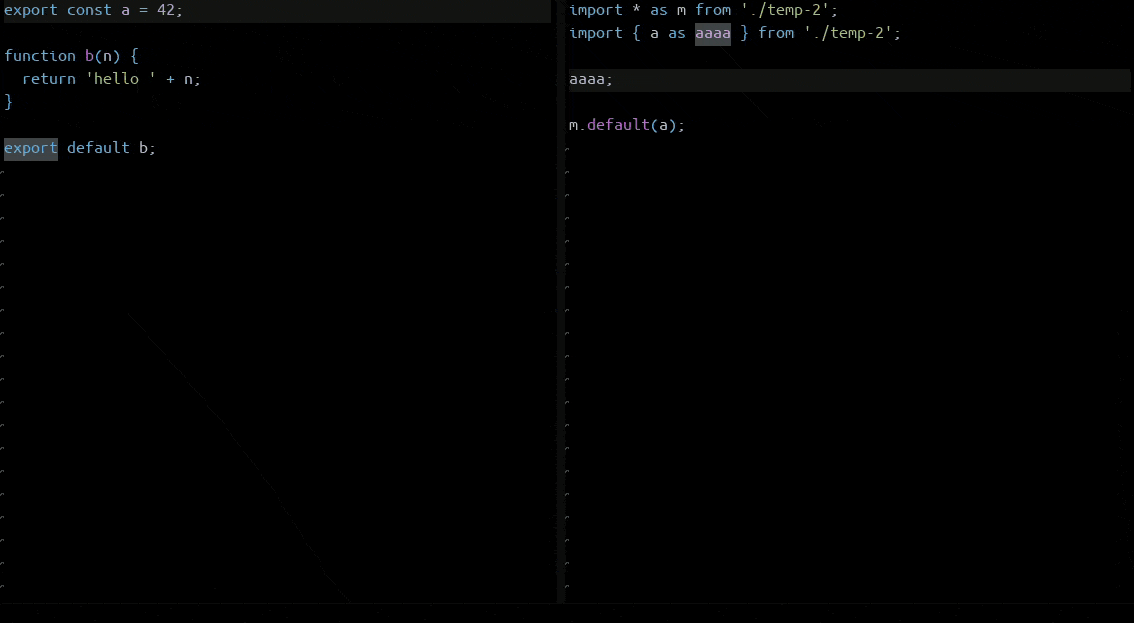 export const a = 42;
function b(n) {
  return 'hello ' + n;
}
export default b;
import * as m from './temp-2';
import { a as aaaa } from './temp-2';
aaaa;
m.default(a);